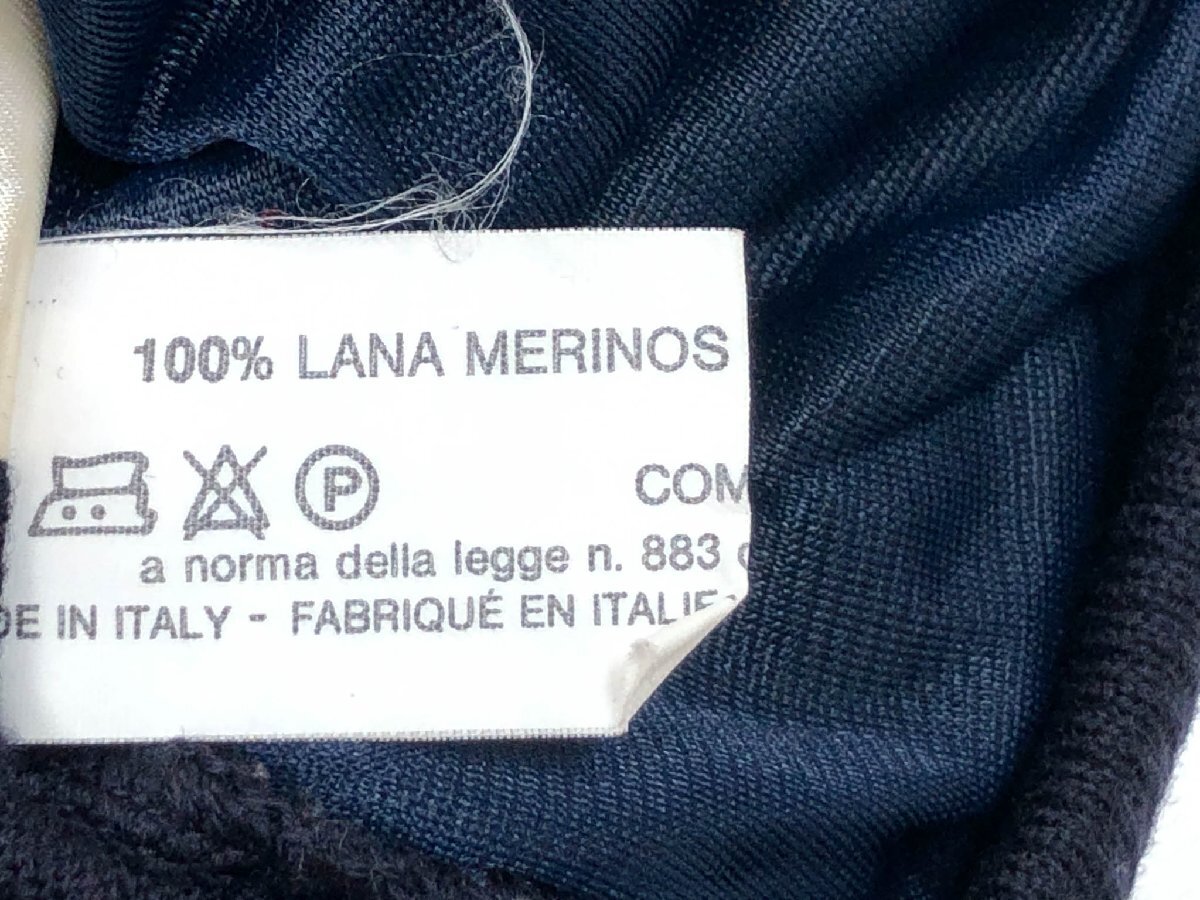 100% LANA MERINOS
P
COM
a norma della legge n. 883
DE IN ITALY - FABRIQUÉ EN ITALIE